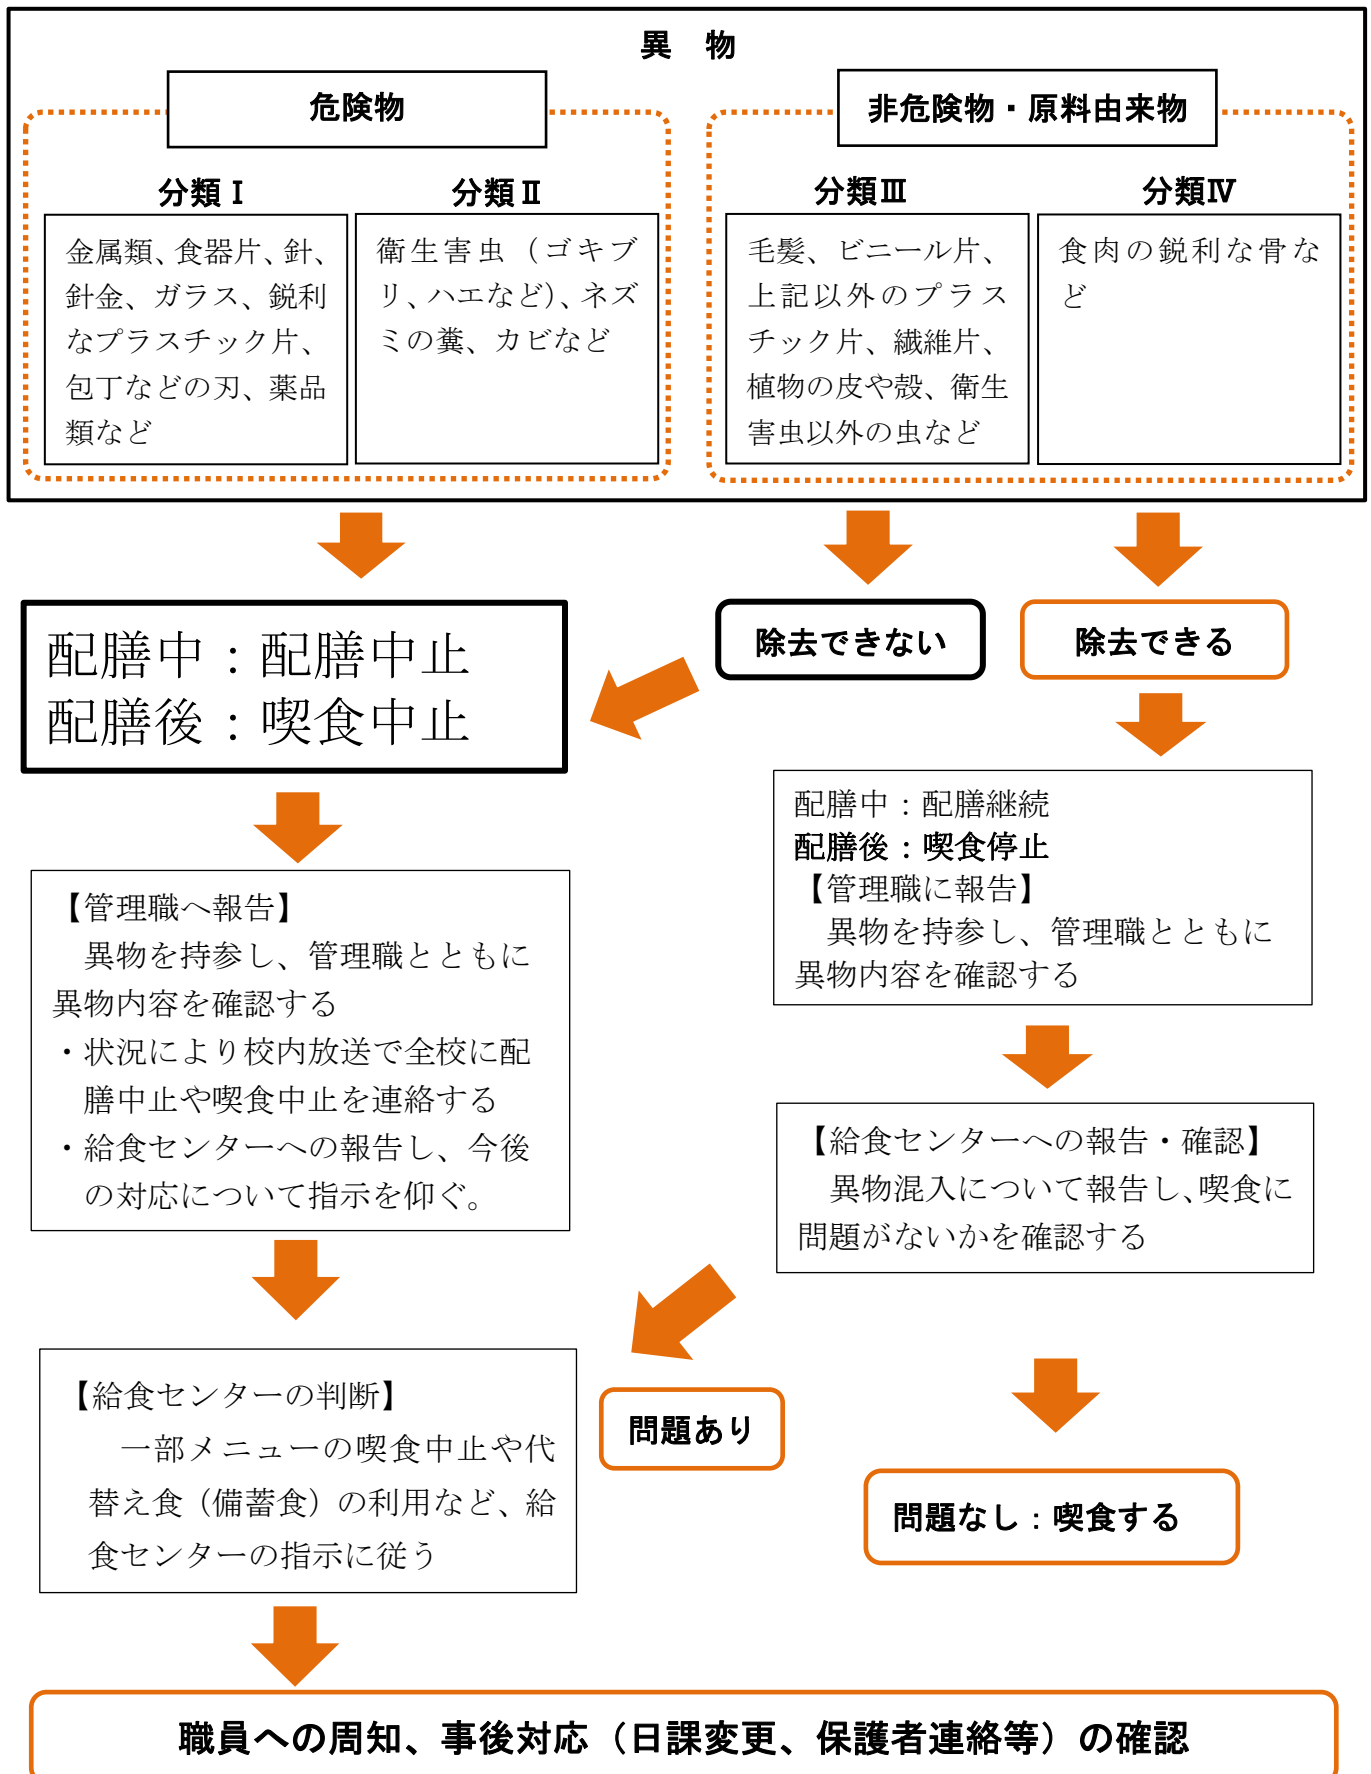 異　物
危険物
非危険物・原料由来物
分類Ⅰ
分類Ⅱ
分類Ⅲ
分類Ⅳ
金属類、食器片、針、
針金、ガラス、鋭利
なプラスチック片、
包丁などの刃、薬品
類など
衛生害虫（ゴキブ
リ、ハエなど）、ネズ
ミの糞、カビなど
毛髪、ビニール片、
上記以外のプラス
チック片、繊維片、
植物の皮や殻、衛生
害虫以外の虫など
食肉の鋭利な骨な
ど
配膳中：配膳中止
配膳後：喫食中止
除去できない
除去できる
配膳中：配膳継続
配膳後：喫食停止
【管理職に報告】
異物を持参し、管理職とともに
異物内容を確認する
【管理職へ報告】
異物を持参し、管理職とともに
異物内容を確認する
・状況により校内放送で全校に配
膳中止や喫食中止を連絡する
・給食センターへの報告し、今後
の対応について指示を仰ぐ。
【給食センターへの報告・確認】
異物混入について報告し、喫食に
問題がないかを確認する
【給食センターの判断】
一部メニューの喫食中止や代
替え食（備蓄食）の利用など、給
食センターの指示に従う
問題あり
問題なし：喫食する
職員への周知、事後対応（日課変更、保護者連絡等）の確認